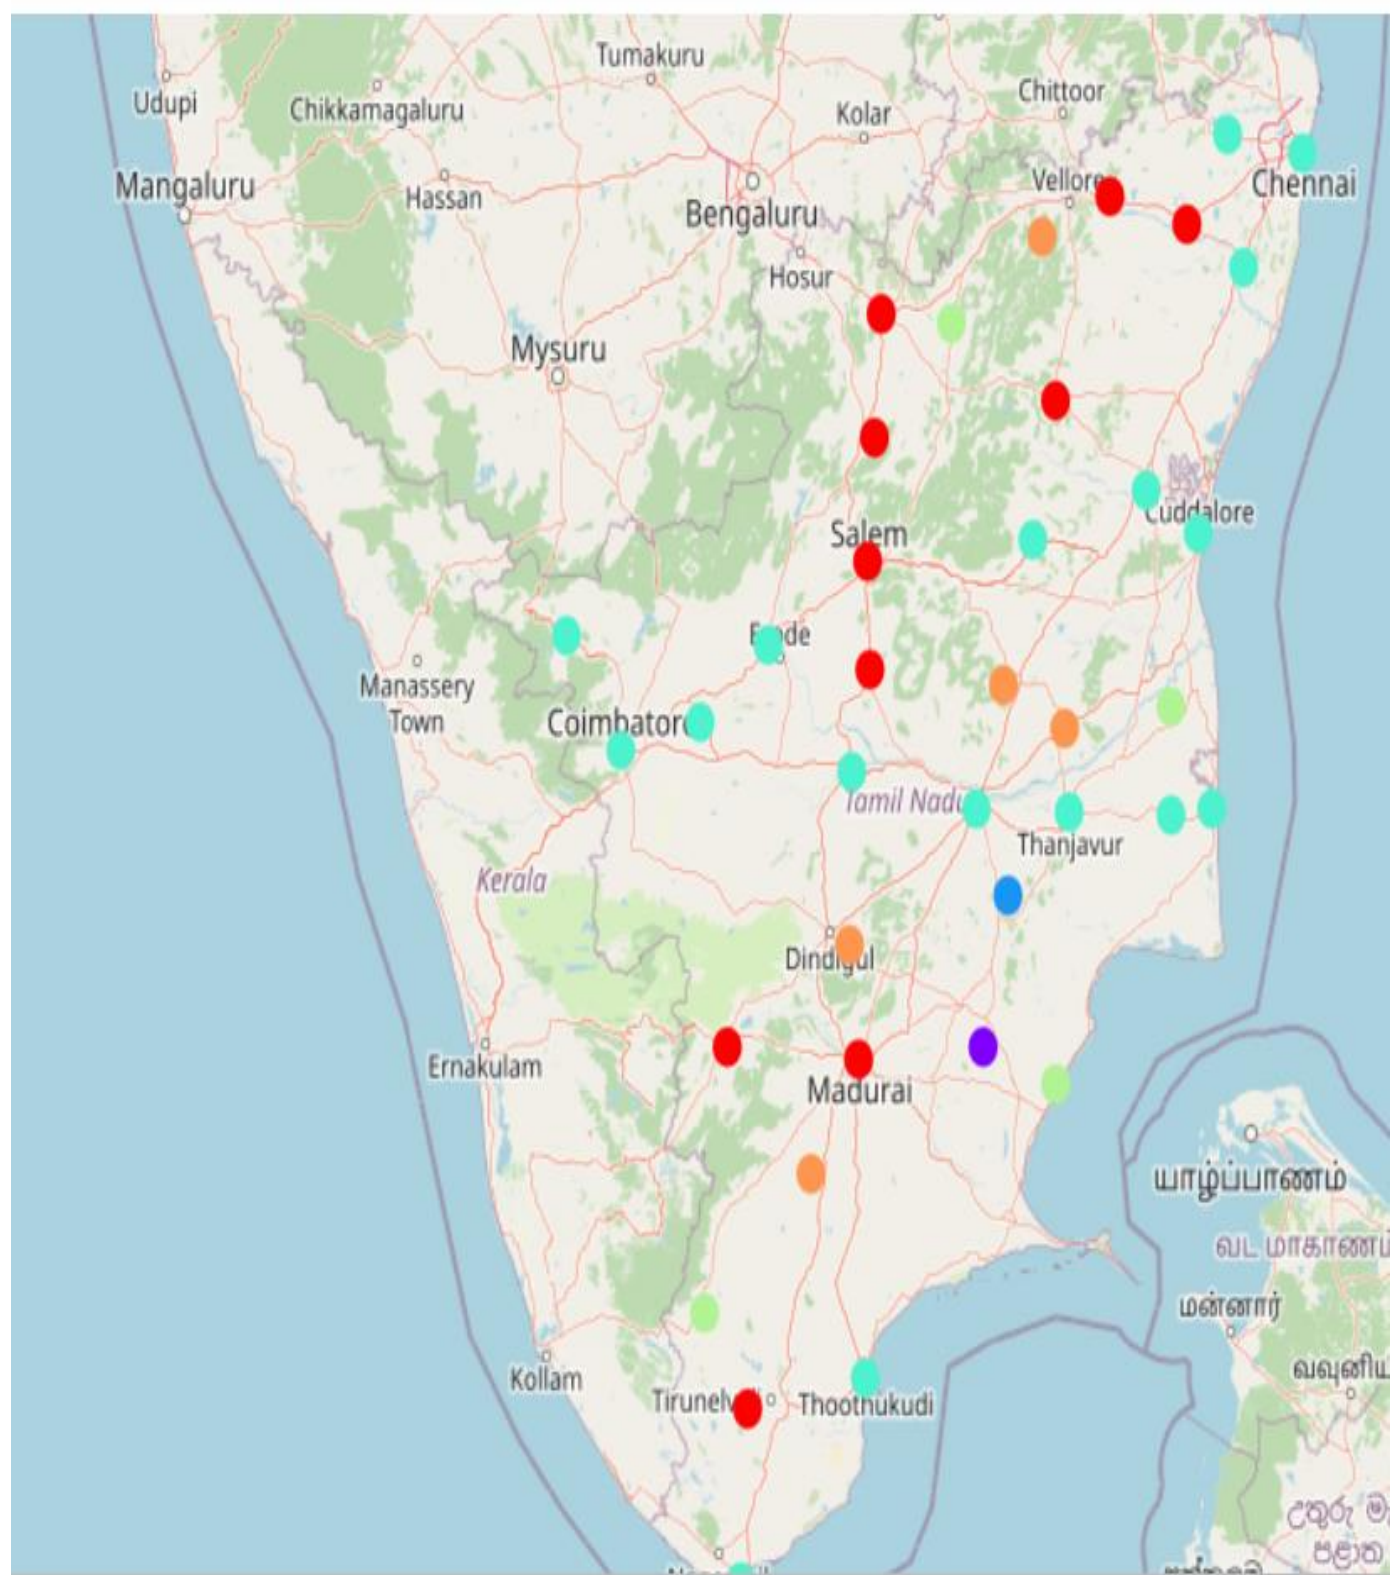 Tumakuru
Udupi
Chikkamagaluru
Kolar
Chittoor
Mangaluru
Hassan
Bengaluru
Vellore
Chennai
Hosur
Mysuru
Salem
Cuddalore
Manassery
Town
Coimbatore
Tamil Nadu
Thanjavur
Kerala
Dindigul
Ernakulam
Madurai
யாழ்ப்பாணம்
வட மாகாணம்
மன்னார்
Kollam
Thoothukudi